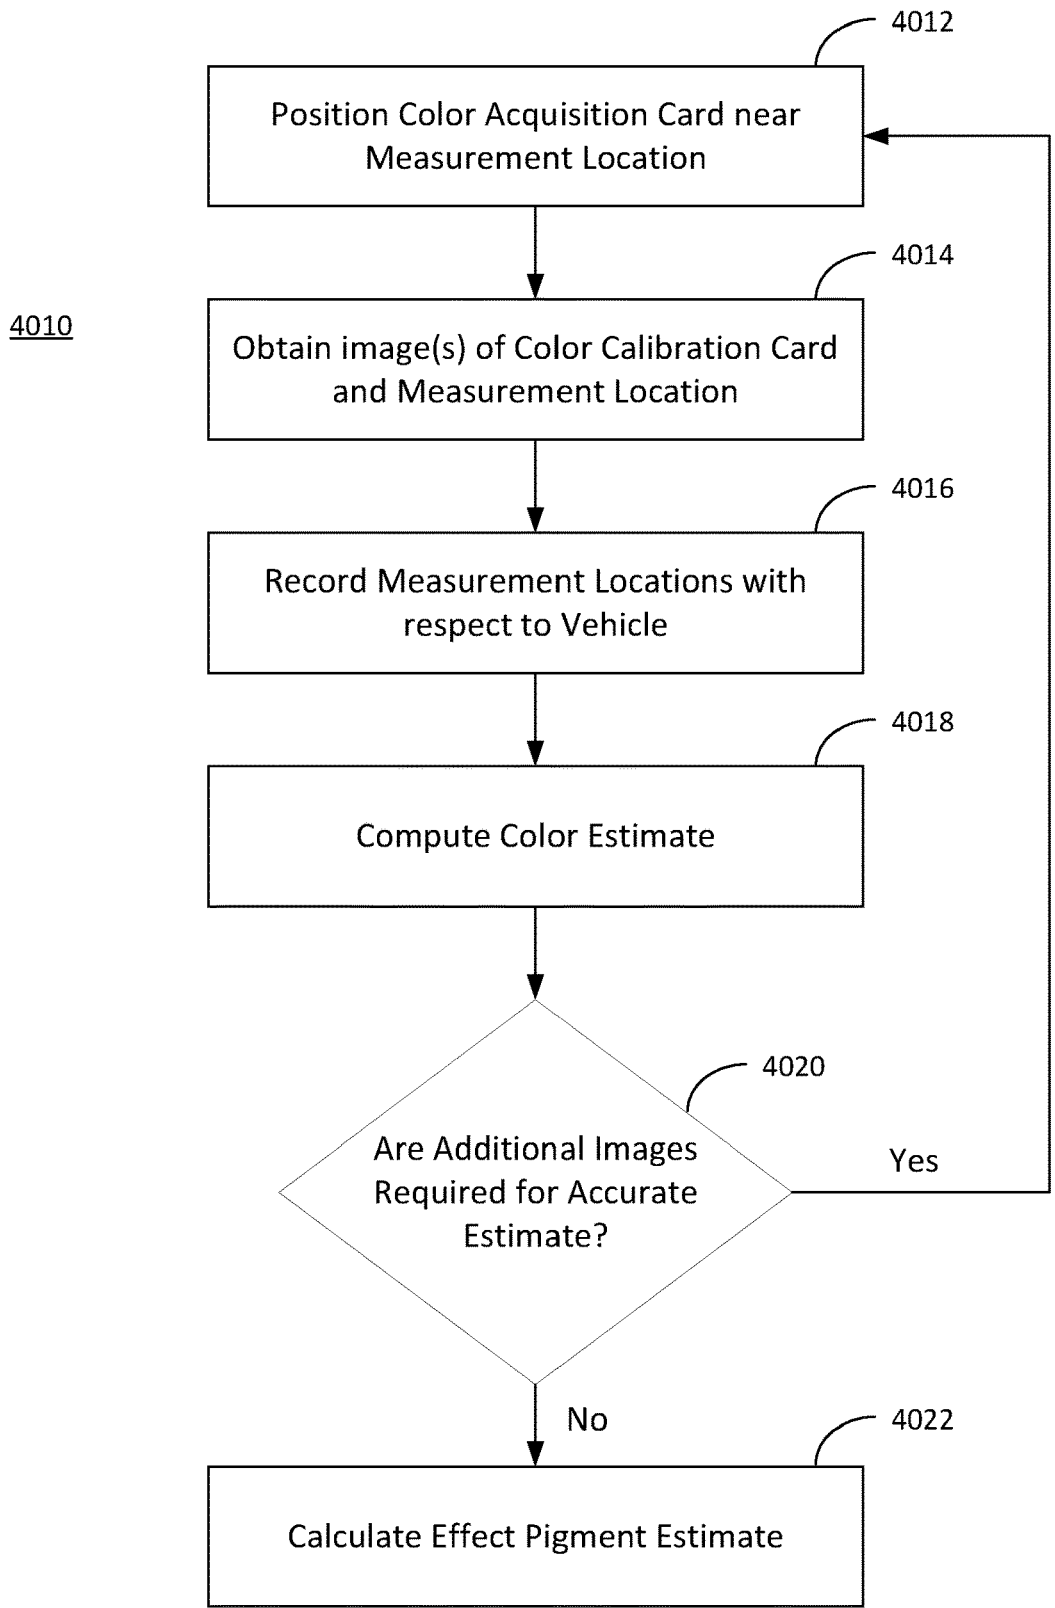 4012
Position Color Acquisition Card near
Measurement Location
4014
4010
Obtain image(s) of Color Calibration Card
and Measurement Location
4016
Record Measurement Locations with
respect to Vehicle
4018
Compute Color Estimate
4020
Are Additional Images
Required for Accurate
Estimate?
Yes
No
4022
Calculate Effect Pigment Estimate